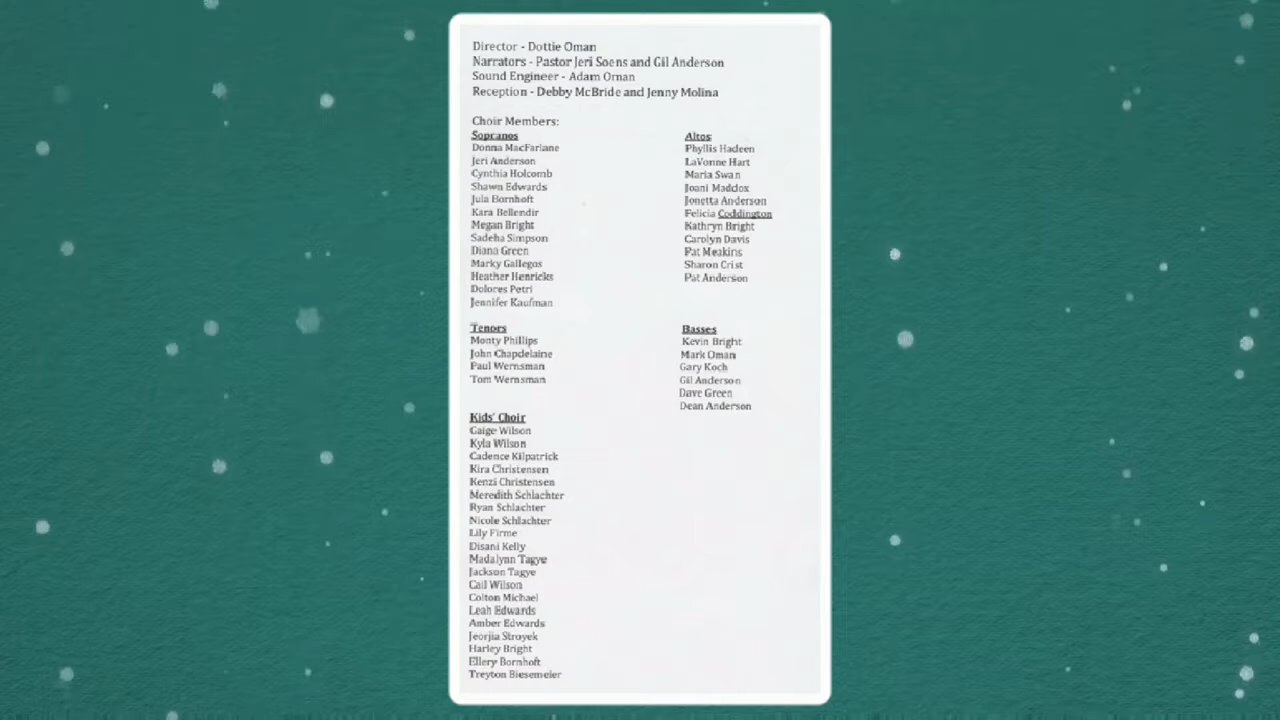 Director - Dottie Oman
Narrators - Pastor Jeri Soens and Gil Anderson
Sound Engineer - Adam Oman
Reception - Debby McBride and Jenny Molina
Choir Members:
Sopranos
Donna MacFarlane
Jeri Anderson
Cynthia Holcomb
Shawn Edwards
Jula Bornhoft
Kara Bellendir
Megan Bright
Sadeha Simpson
Diana Green
Marky Gallegos
Heather Henricks
Dolores Petri
Jennifer Kaufman
Altos
Phyllis Hadeen
LaVonne Hart
Maria Swan
Joani Maddox
Jonetta Anderson
Felicia Coddington
Kathryn Bright
Carolyn Davis
Pat Meakins
Sharon Crist
Pat Anderson
Tenors
Monty Phillips
John Chapdelaine
Paul Wernsman
Tom Wernsman
Basses
Kevin Bright
Mark Oman
Gary Koch
Gil Anderson
Dave Green
Dean Anderson
Kids' Choir
Gaige Wilson
Kyla Wilson
Cadence Kilpatrick
Kira Christensen
Kenzi Christensen
Meredith Schlachter
Ryan Schlachter
Nicole Schlachter
Lily Firme
Disani Kelly
Madalynn Tagye
Jackson Tagye
Cail Wilson
Colton Michael
Leah Edwards
Amber Edwards
Jeorjia Stroyek
Harley Bright
Ellery Bornhoft
Treyton Biesemeier